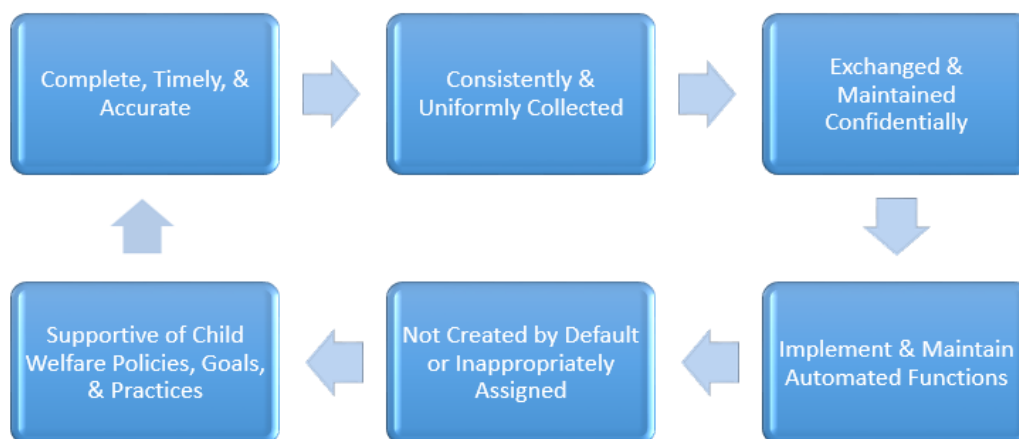 Complete, Timely, &
Accurate
Consistently &
Uniformly Collected
Exchanged &
Maintained
Confidentially
Implement & Maintain
Automated Functions
Not Created by Default
or Inappropriately
Assigned
Supportive of Child
Welfare Policies, Goals,
& Practices